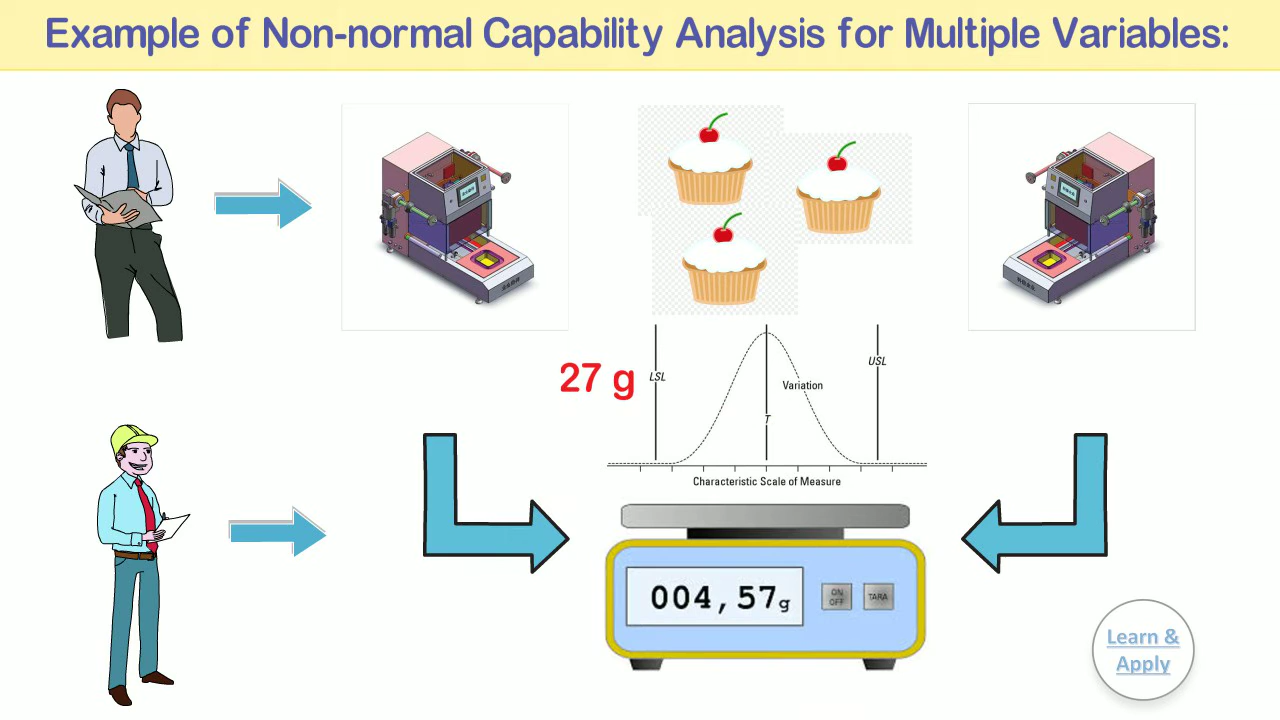 Example of Non-normal Capability Analysis for Multiple Variables:
27 g
LSL
USL
Variation
T
Characteristic Scale of Measure
004,57g
ON
OFF
TARA
Learn &
Apply